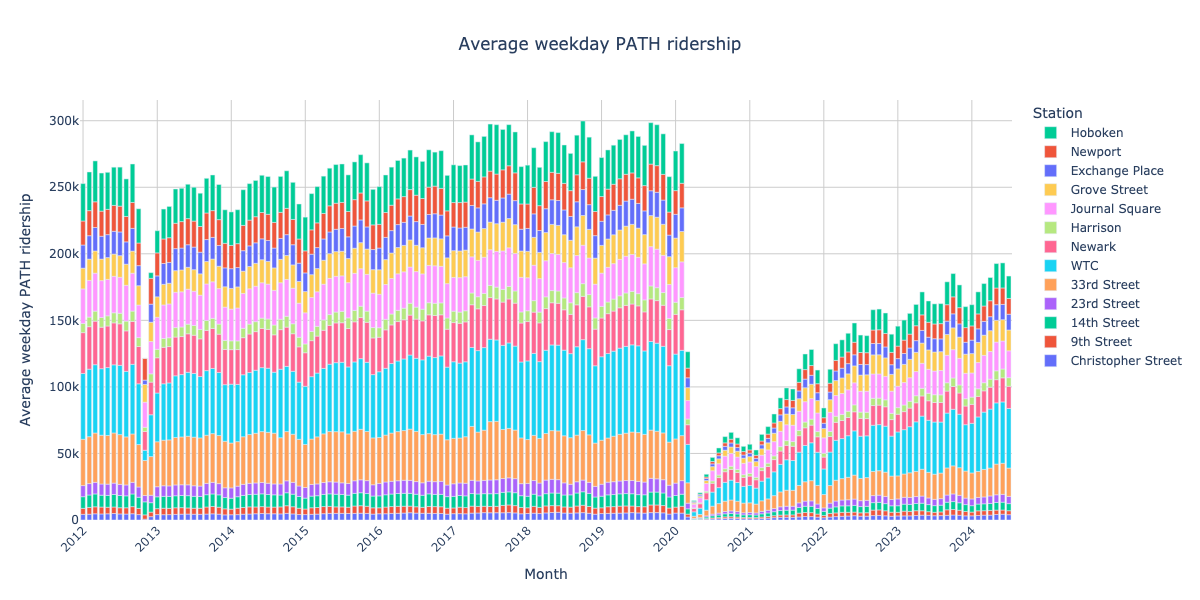 Average weekday PATH ridership
Average weekday PATH ridership
300k
250k
200k
150k
100k
50k
0
2012
2013
2014
2015
2016
2017
2018
2019
2020
2021
2022
2023
2024
Month
Station
Hoboken
Newport
Exchange Place
Grove Street
Journal Square
Harrison
Newark
WTC
33rd Street
23rd Street
14th Street
9th Street
Christopher Street